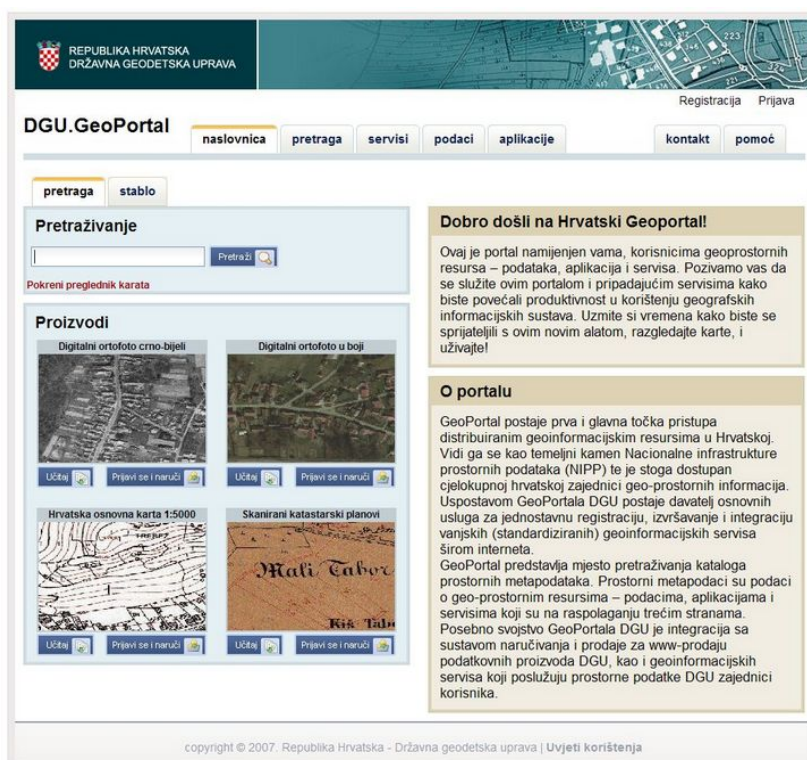 REPUBLIKA HRVATSKA
DRŽAVNA GEODETSKA UPRAVA
Registracija Prijava
DGU.GeoPortal
naslovnica pretraga servisi podaci aplikacije kontakt pomoć
pretraga stablo
Pretraživanje
Pretraži
Pokreni preglednik karata
Proizvodi
Digitalni ortofoto crno-bijeli
Digitalni ortofoto u boji
Učitaj Prijavi se i naruči
Učitaj Prijavi se i naruči
Hrvatska osnovna karta 1:5000
Skanirani katastarski planovi
Mali Tabor
Učitaj Prijavi se i naruči
Učitaj Prijavi se i naruči
Dobro došli na Hrvatski Geoportal!
Ovaj je portal namijenjen vama, korisnicima geoprostornih
resursa – podataka, aplikacija i servisa. Pozivamo vas da
se služite ovim portalom i pripadajućim servisima kako
biste povećali produktivnost u korištenju geografskih
informacijskih sustava. Uzmite si vremena kako biste se
sprijateljili s ovim novim alatom, razgledajte karte, i
uživajte!
O portalu
GeoPortal postaje prva i glavna točka pristupa
distribuiranim geoinformacijskim resursima u Hrvatskoj.
Vidi ga se kao temeljni kamen Nacionalne infrastrukture
prostornih podataka (NIPP) te je stoga dostupan
cjelokupnoj hrvatskoj zajednici geo-prostornih informacija.
Uspostavom GeoPortala DGU postaje davatelj osnovnih
usluga za jednostavnu registraciju, izvršavanje i integraciju
vanjskih (standardiziranih) geoinformacijskih servisa
širom interneta.
GeoPortal predstavlja mjesto pretraživanja kataloga
prostornih metapodataka. Prostorni metapodaci su podaci
o geo-prostornim resursima – podacima, aplikacijama i
servisima koji su na raspolaganju trećim stranama.
Posebno svojstvo GeoPortala DGU je integracija sa
sustavom naručivanja i prodaje za www-prodaju
podatkovnih proizvoda DGU, kao i geoinformacijskih
servisa koji poslužuju prostorne podatke DGU zajednici
korisnika.
copyright © 2007. Republika Hrvatska - Državna geodetska uprava | Uvjeti korištenja